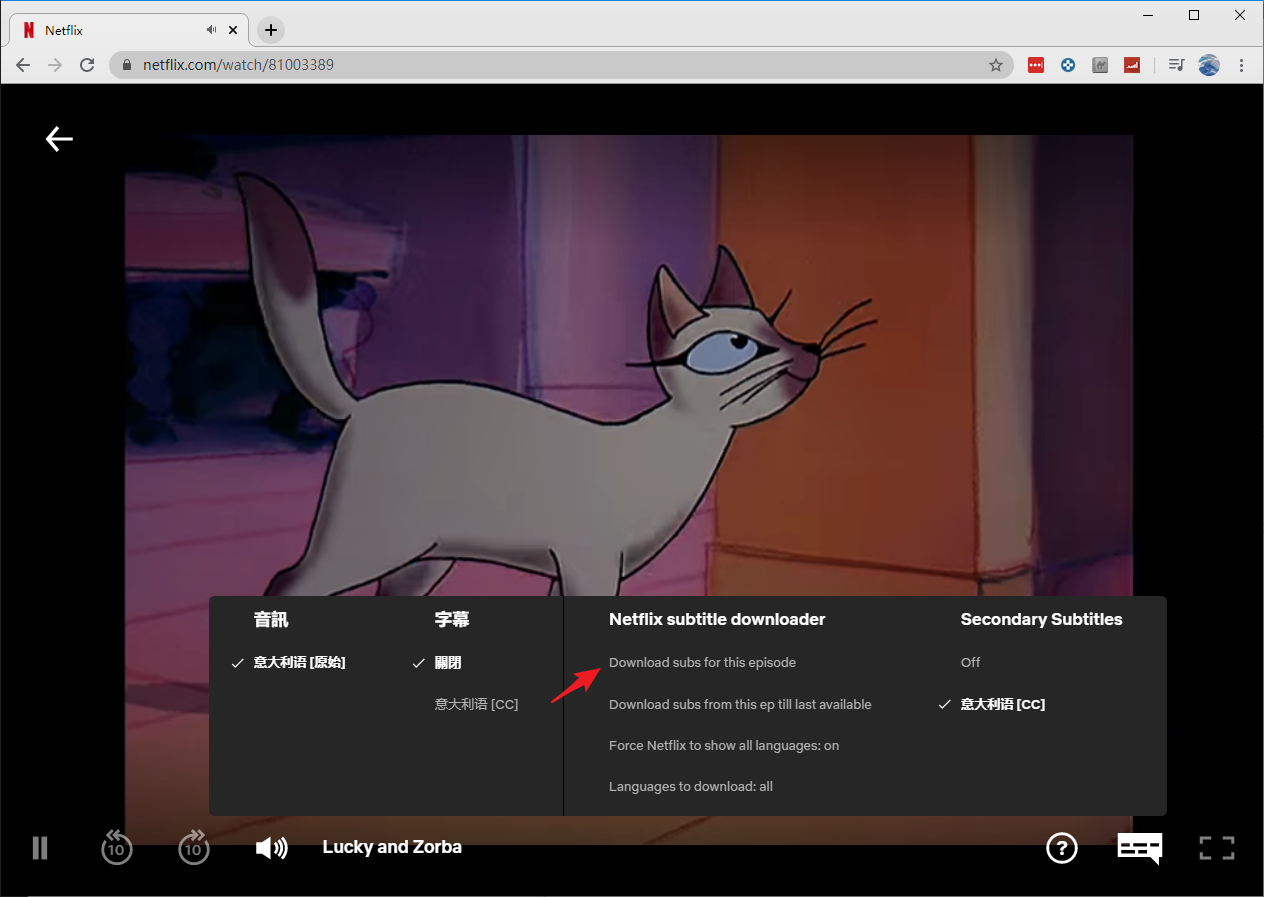 Netflix
netflix.com/watch/81003389
音訊
意大利语 [原始]
字幕
關閉
意大利语 [CC]
Netflix subtitle downloader
Download subs for this episode
Download subs from this ep till last available
Force Netflix to show all languages: on
Languages to download: all
Secondary Subtitles
Off
意大利语 [CC]
10
10
Lucky and Zorba
?